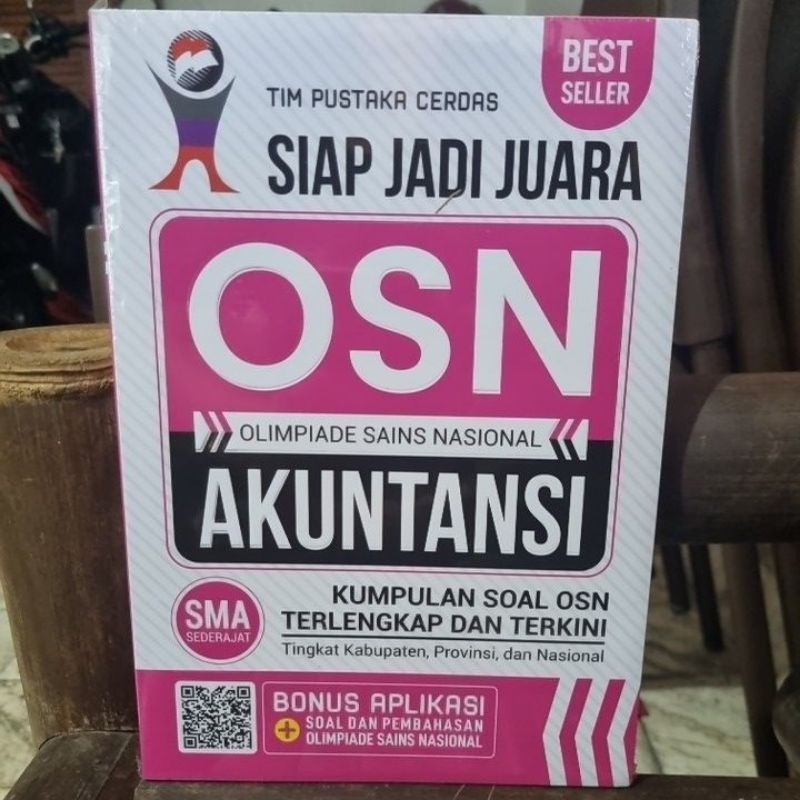 BEST
SELLER
TIM PUSTAKA CERDAS
SIAP JADI JUARA
OSN
OLIMPIADE SAINS NASIONAL
AKUNTANSI
SMA
SEDERAJAT
KUMPULAN SOAL OSN
TERLENGKAP DAN TERKINI
Tingkat Kabupaten, Provinsi, dan Nasional
BONUS APLIKASI
+ SOAL DAN PEMBAHASAN
OLIMPIADE SAINS NASIONAL